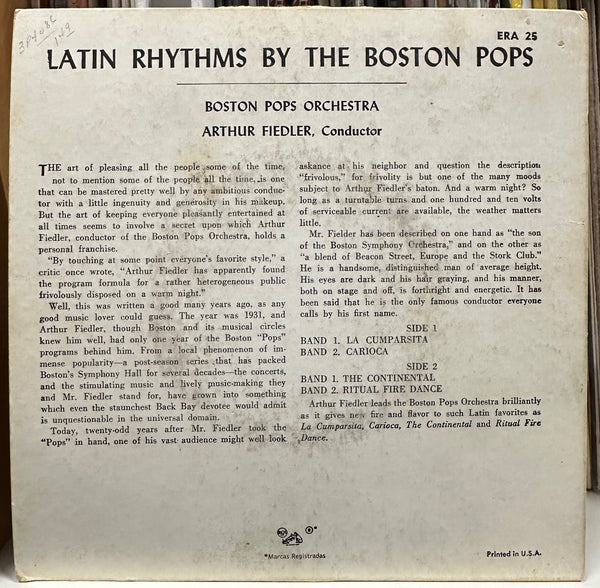 3P4086
1.49
ERA 25
LATIN RHYTHMS BY THE BOSTON POPS
BOSTON POPS ORCHESTRA
ARTHUR FIEDLER, Conductor
THE art of pleasing all the people some of the time,
not to mention some of the people all the time, is one
that can be mastered pretty well by any ambitious conduc-
tor with a little ingenuity and generosity in his makeup.
But the art of keeping everyone pleasantly entertained at
all times seems to involve a secret upon which Arthur
Fiedler, conductor of the Boston Pops Orchestra, holds a
personal franchise.
"By touching at some point everyone's favorite style," a
critic once wrote, "Arthur Fiedler has apparently found
the program formula for a rather heterogeneous public
frivolously disposed on a warm night."
Well, this was written a good many years ago, as any
good music lover could guess. The year was 1931, and
Arthur Fiedler, though Boston and its musical circles
knew him well, had only one year of the Boston "Pops"
programs behind him. From a local phenomenon of im-
mense popularity—a post-season series that has packed
Boston's Symphony Hall for several decades—the concerts,
and the stimulating music and lively music-making they
and Mr. Fiedler stand for, have grown into something
which even the staunchest Back Bay devotee would admit
is unquestionable in the universal domain.
Today, twenty-odd years after Mr. Fiedler took the
"Pops" in hand, one of his vast audience might well look
askance at his neighbor and question the description
"frivolous," for frivolity is but one of the many moods
subject to Arthur Fiedler's baton. And a warm night? So
long as a turntable turns and one hundred and ten volts
of serviceable current are available, the weather matters
little.
Mr. Fielder has been described on one hand as "the son
of the Boston Symphony Orchestra," and on the other as
"a blend of Beacon Street, Europe and the Stork Club."
He is a handsome, distinguished man of average height.
His eyes are dark and his hair graying, and his manner,
both on stage and off, is forthright and energetic. It has
been said that he is the only famous conductor everyone
calls by his first name.
SIDE 1
BAND 1. LA CUMPARSITA
BAND 2. CARIOCA
SIDE 2
BAND 1. THE CONTINENTAL
BAND 2. RITUAL FIRE DANCE
Arthur Fiedler leads the Boston Pops Orchestra brilliantly
as it gives new fire and flavor to such Latin favorites as
La Cumparsita, Carioca, The Continental and Ritual Fire
Dance.
*Marcas Registradas
Printed in U.S.A.